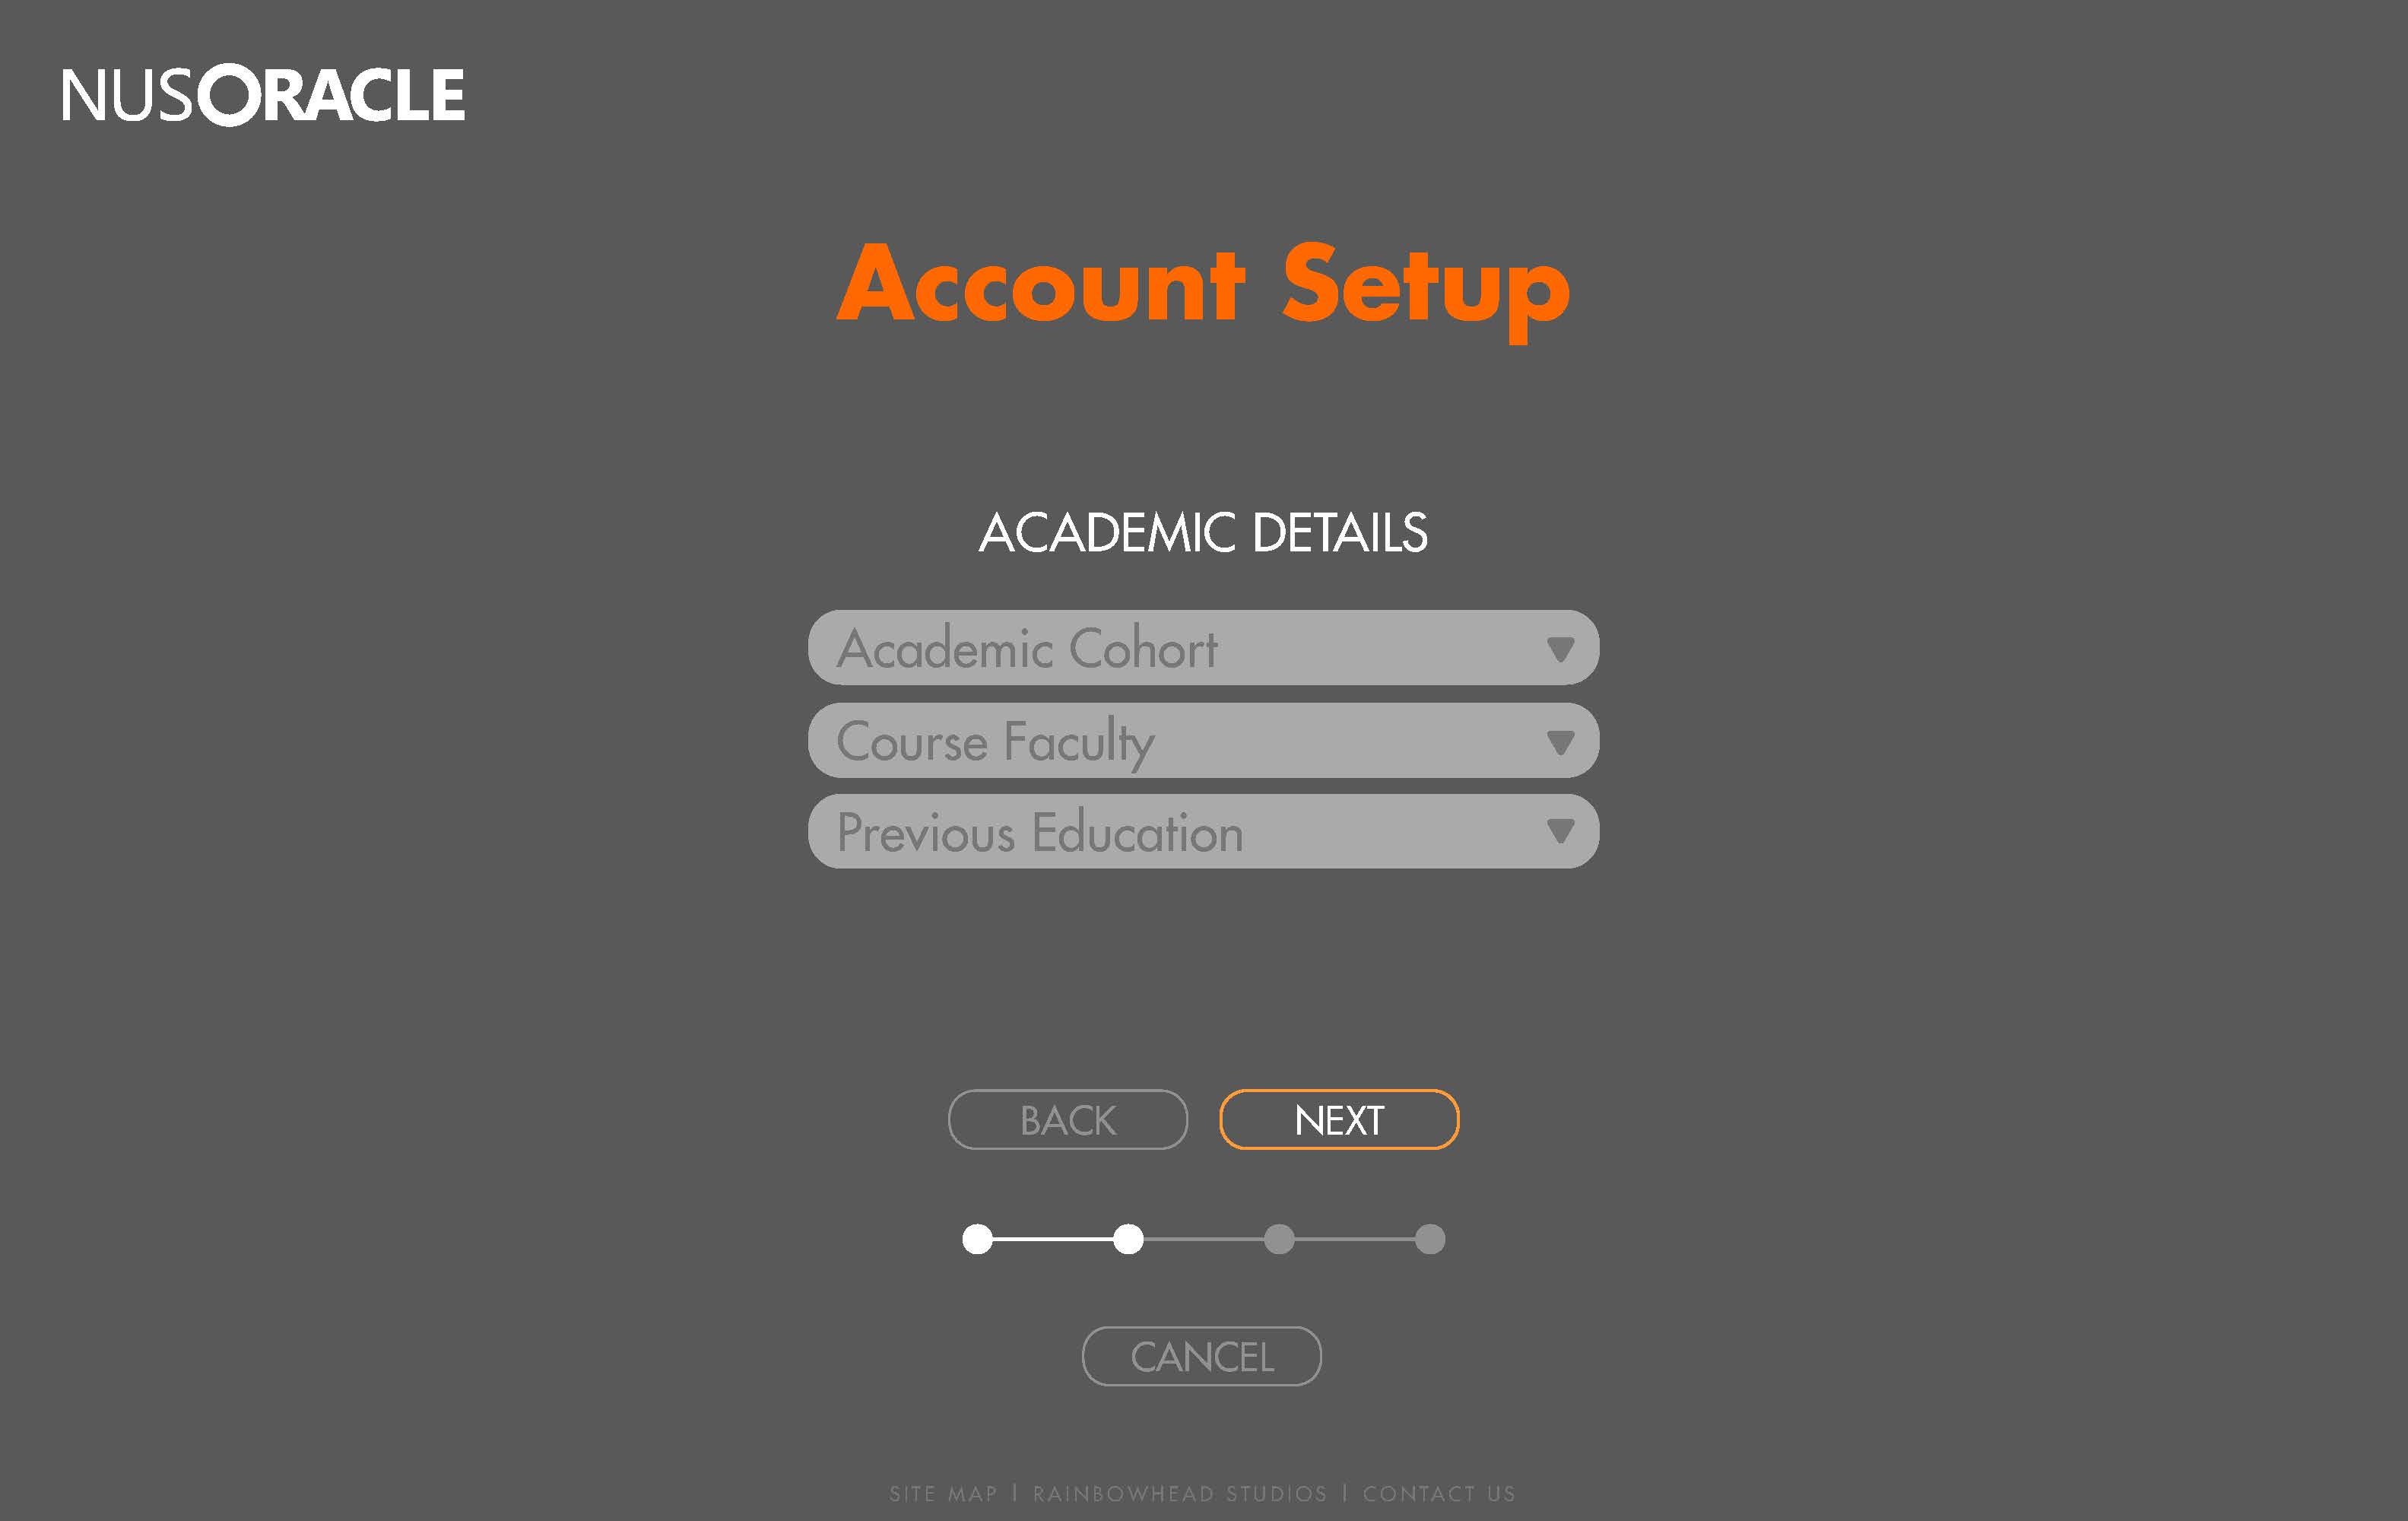 NUSORACLE
Account Setup
ACADEMIC DETAILS
Academic Cohort
Course Faculty
Previous Education
BACK NEXT
CANCEL
SITE MAP | RAINBOWHEAD STUDIOS | CONTACT US